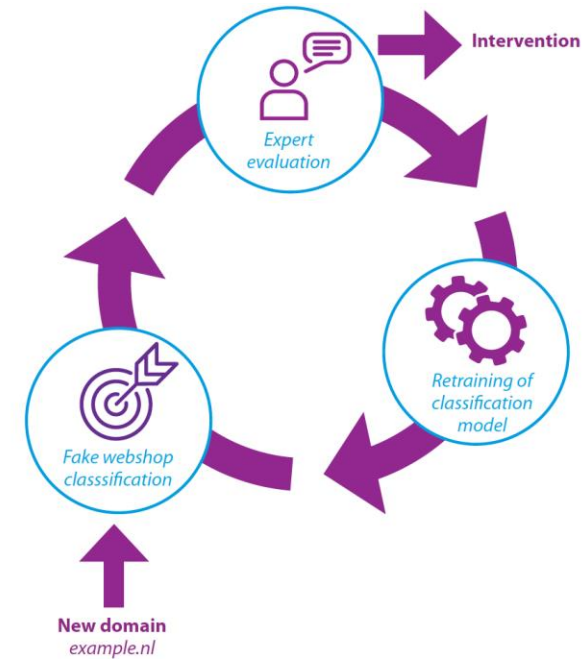 Intervention
Expert
evaluation
Retraining of
classification
model
Fake webshop
classsification
New domain
example.nl